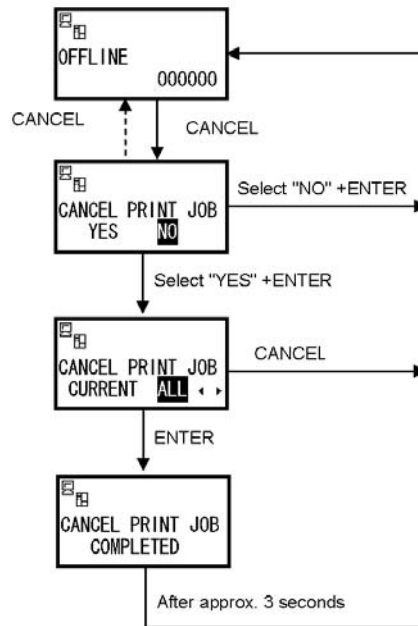 OFFLINE
000000
CANCEL
CANCEL
CANCEL PRINT JOB
YES NO
Select "NO" +ENTER
Select "YES" +ENTER
CANCEL PRINT JOB
CURRENT ALL
CANCEL
ENTER
CANCEL PRINT JOB
COMPLETED
After approx. 3 seconds